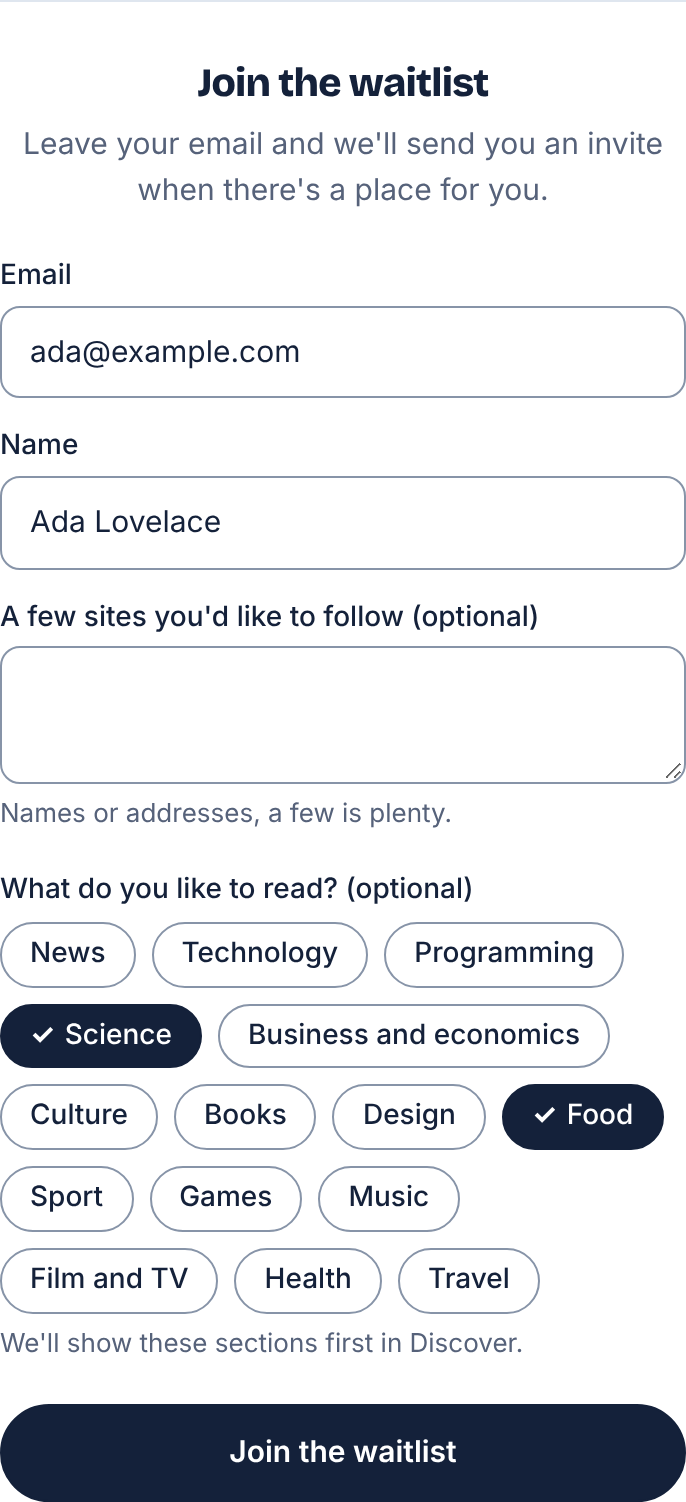 Join the waitlist
Leave your email and we'll send you an invite
when there's a place for you.
Email
ada@example.com
Name
Ada Lovelace
A few sites you'd like to follow (optional)
Names or addresses, a few is plenty.
What do you like to read? (optional)
News Technology Programming
✓ Science Business and economics
Culture Books Design ✓ Food
Sport Games Music
Film and TV Health Travel
We'll show these sections first in Discover.
Join the waitlist